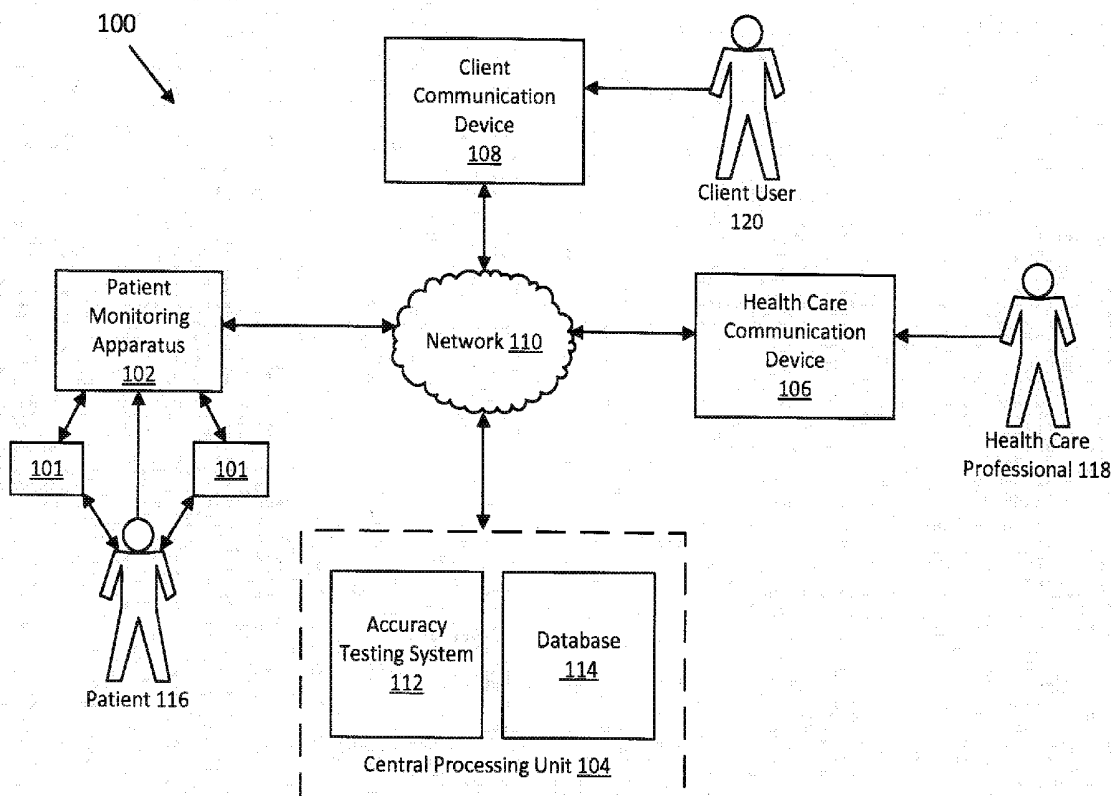 100
Client
Communication
Device
108
Client User
120
Patient
Monitoring
Apparatus
102
Network 110
Health Care
Communication
Device
106
101
101
Health Care
Professional 118
Patient 116
Accuracy
Testing System
112
Database
114
Central Processing Unit 104